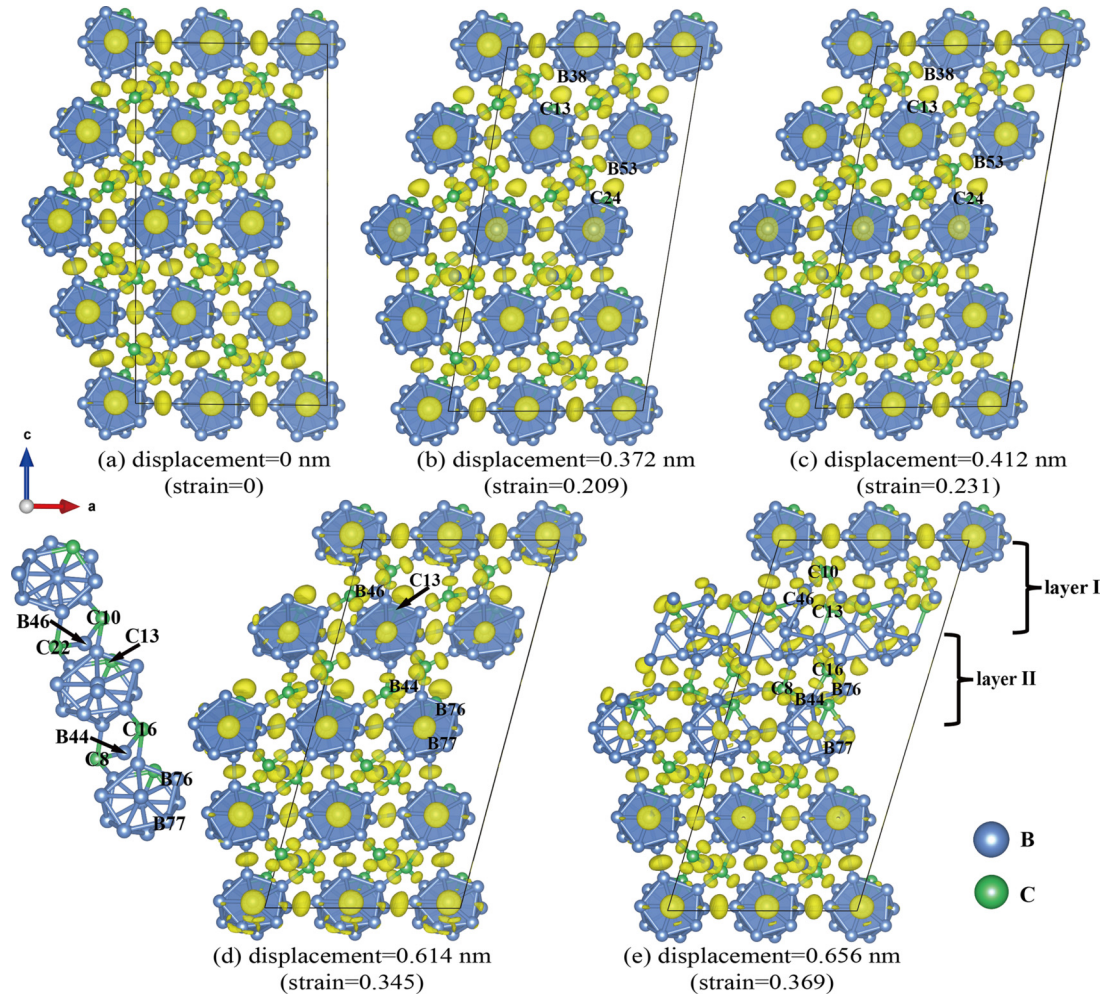 B38
C13
B53
C24
B38
C13
B53
C24
(a) displacement=0 nm
(strain=0)
(b) displacement=0.372 nm
(strain=0.209)
(c) displacement=0.412 nm
(strain=0.231)
c
a
B46
C10
C22
C13
B44
C16
C8
B76
B77
B46
C13
B44
B76
B77
C10
C46
C13
C16
C8
B76
B44
B77
layer I
layer II
B
C
(d) displacement=0.614 nm
(strain=0.345)
(e) displacement=0.656 nm
(strain=0.369)